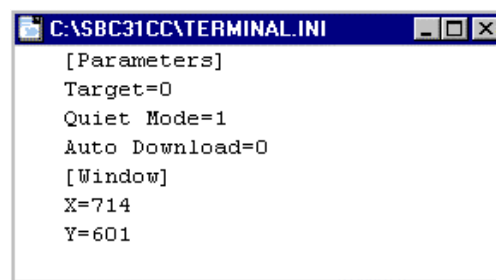 C:\SBC31CC\TERMINAL.INI
[Parameters]
Target=0
Quiet Mode=1
Auto Download=0
[Window]
X=714
Y=601